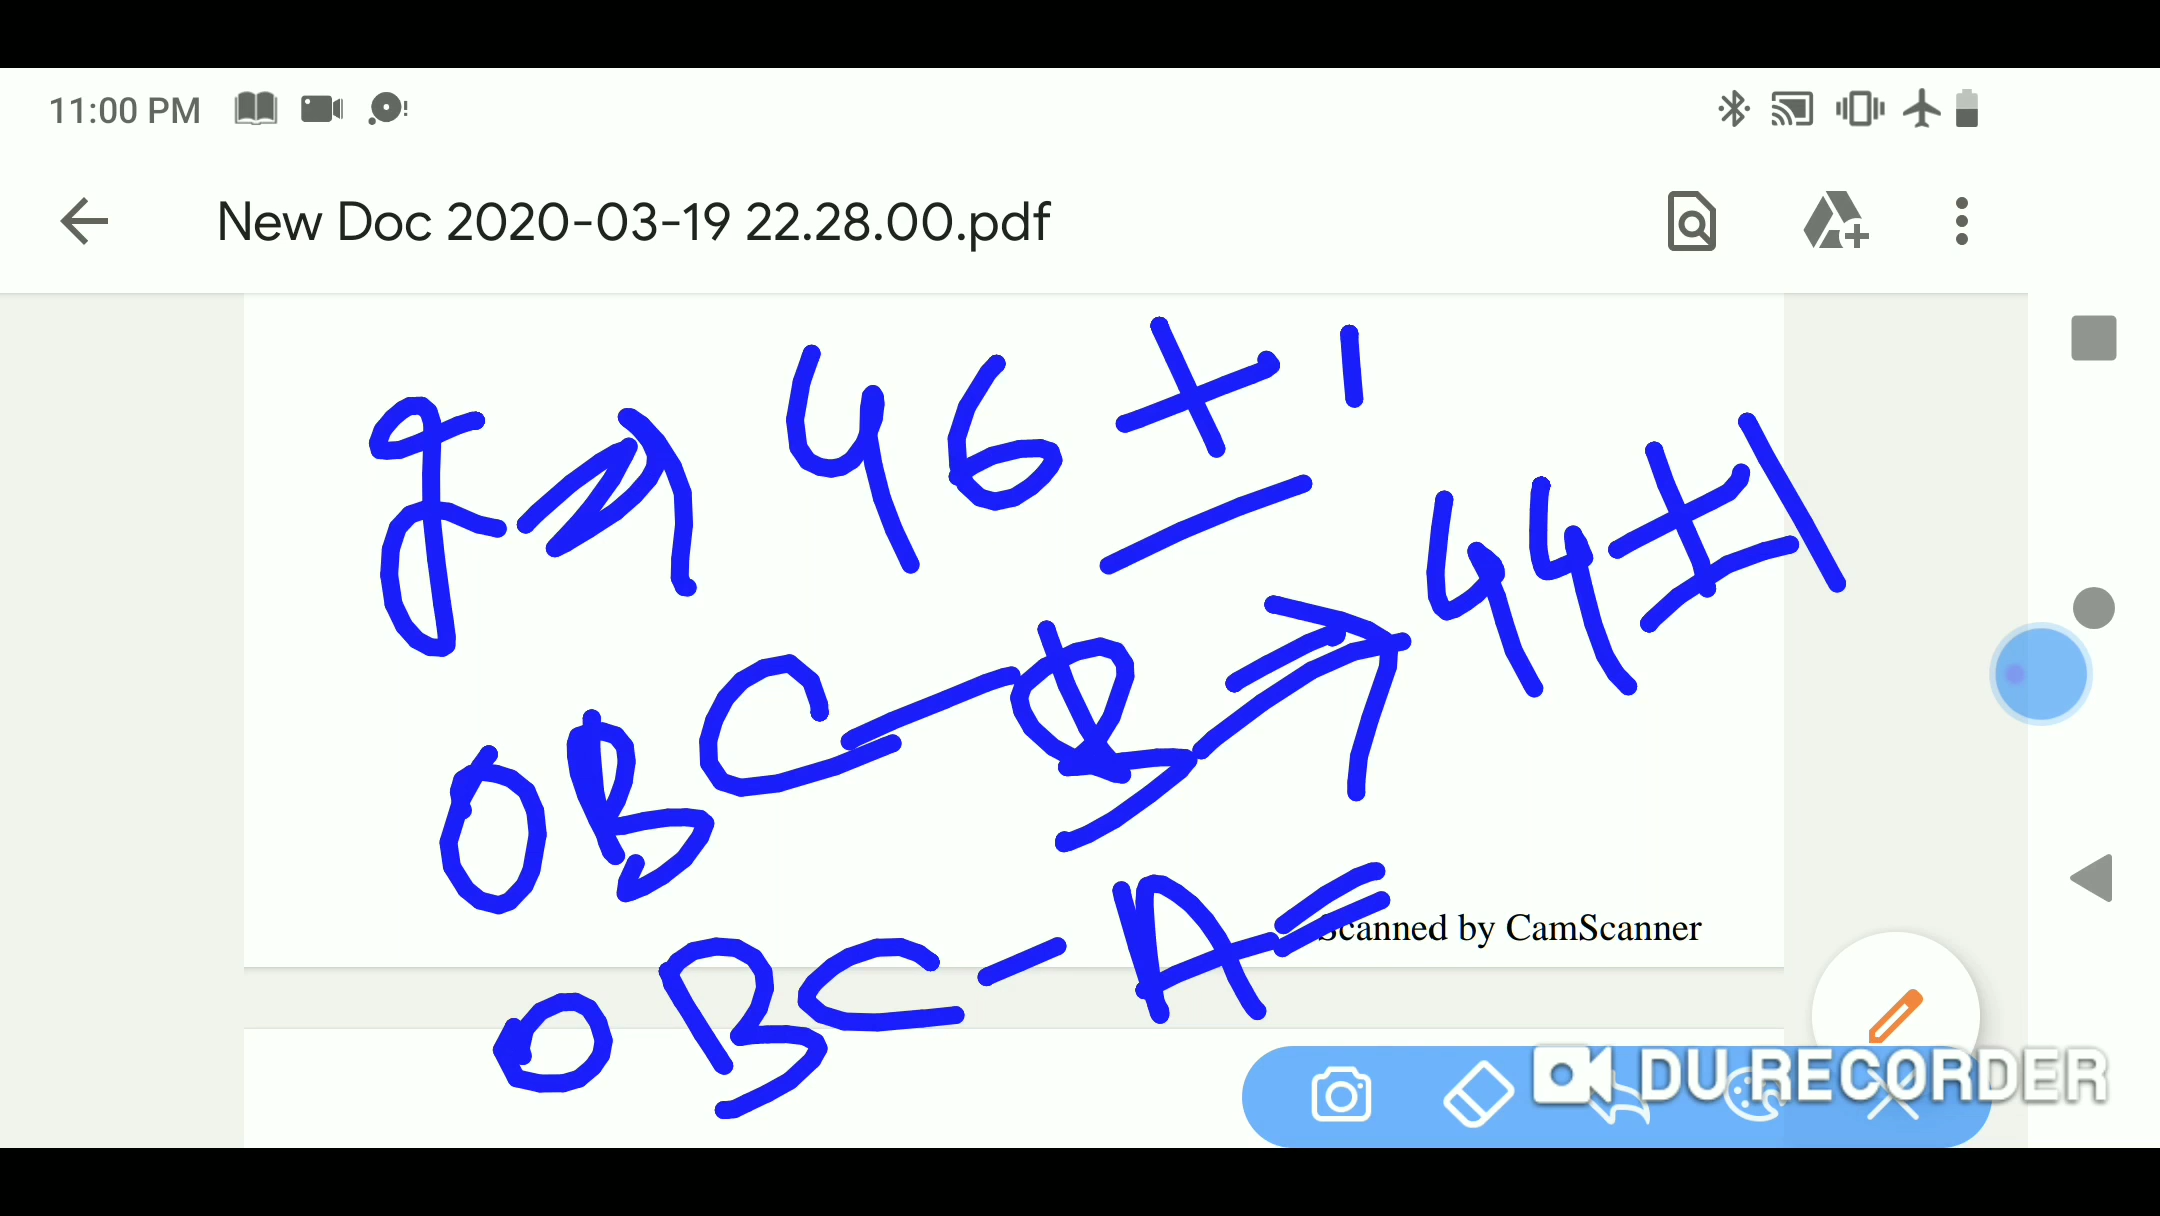 11:00 PM
New Doc 2020-03-19 22.28.00.pdf
g → 46 ± 1
OBC - B → 44 ± 1
OBC - A =
Scanned by CamScanner
DU RECORDER